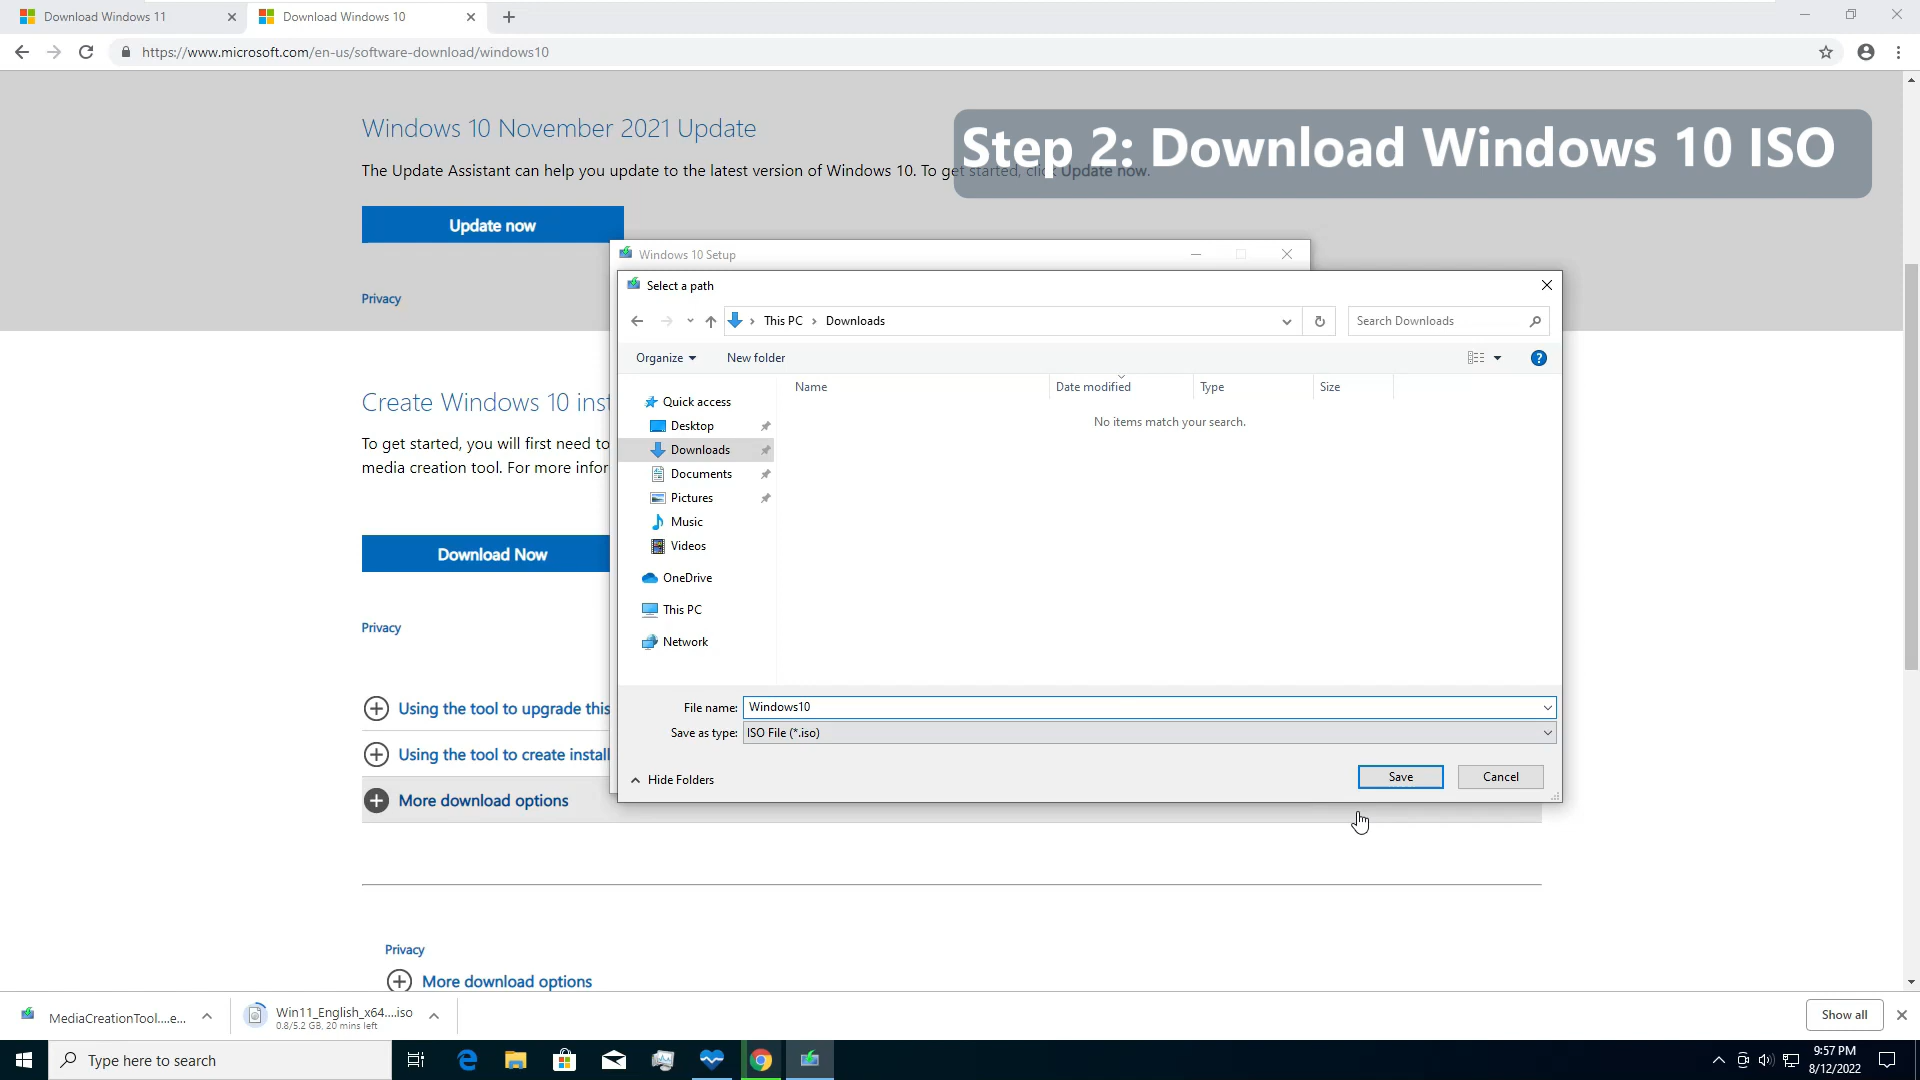 Download Windows 11
Download Windows 10
https://www.microsoft.com/en-us/software-download/windows10
Windows 10 November 2021 Update
Step 2: Download Windows 10 ISO
The Update Assistant can help you update to the latest version of Windows 10. To get started, click Update now.
Update now
Privacy
Windows 10 Setup
Select a path
This PC
Downloads
Search Downloads
Organize
New folder
Name
Date modified
Type
Size
No items match your search.
Quick access
Desktop
Downloads
Documents
Pictures
Music
Videos
OneDrive
This PC
Network
File name:
Windows10
Save as type:
ISO File (*.iso)
Hide Folders
Save
Cancel
Create Windows 10 inst
To get started, you will first need to
media creation tool. For more infor
Download Now
Privacy
Using the tool to upgrade this
Using the tool to create install
More download options
Privacy
More download options
MediaCreationTool....e...
Win11_English_x64....iso
0.8/5.2 GB, 20 mins left
Show all
Type here to search
9:57 PM
8/12/2022